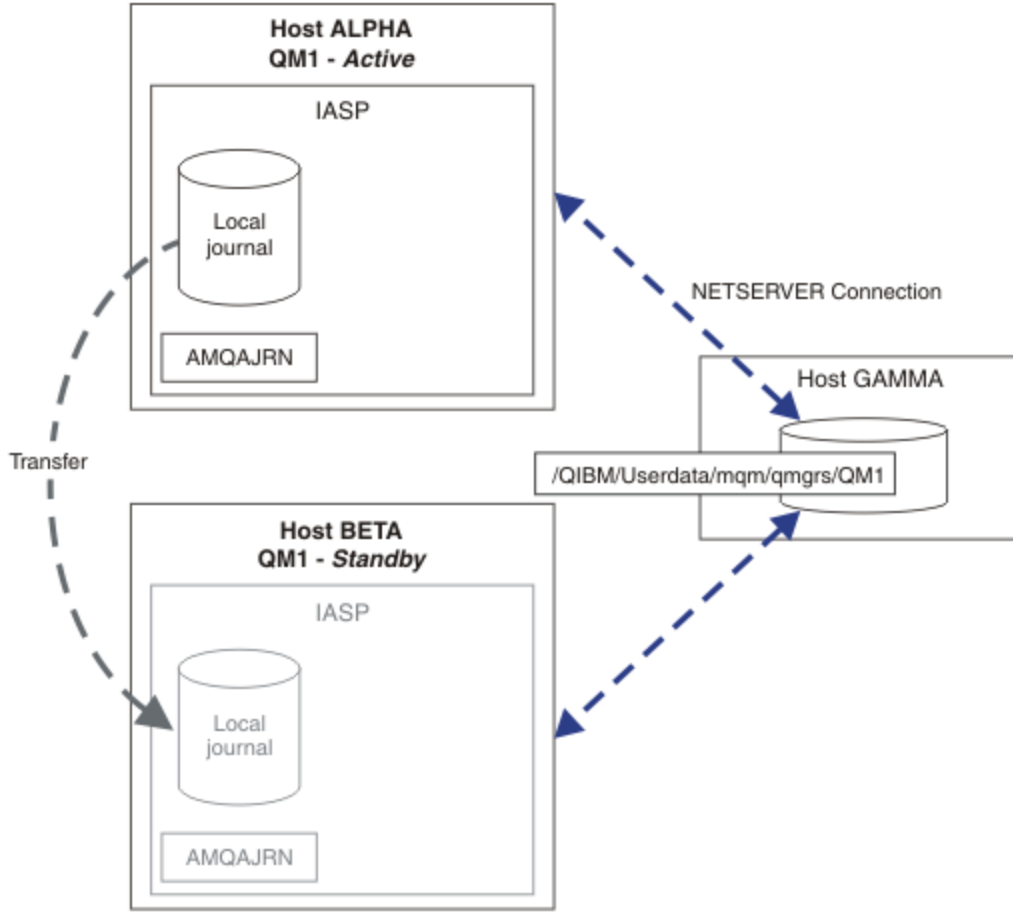 Host ALPHA
QM1 - Active
IASP
Local
journal
AMQAJRN
NETSERVER Connection
Host GAMMA
/QIBM/Userdata/mqm/qmgrs/QM1
Transfer
Host BETA
QM1 - Standby
IASP
Local
journal
AMQAJRN